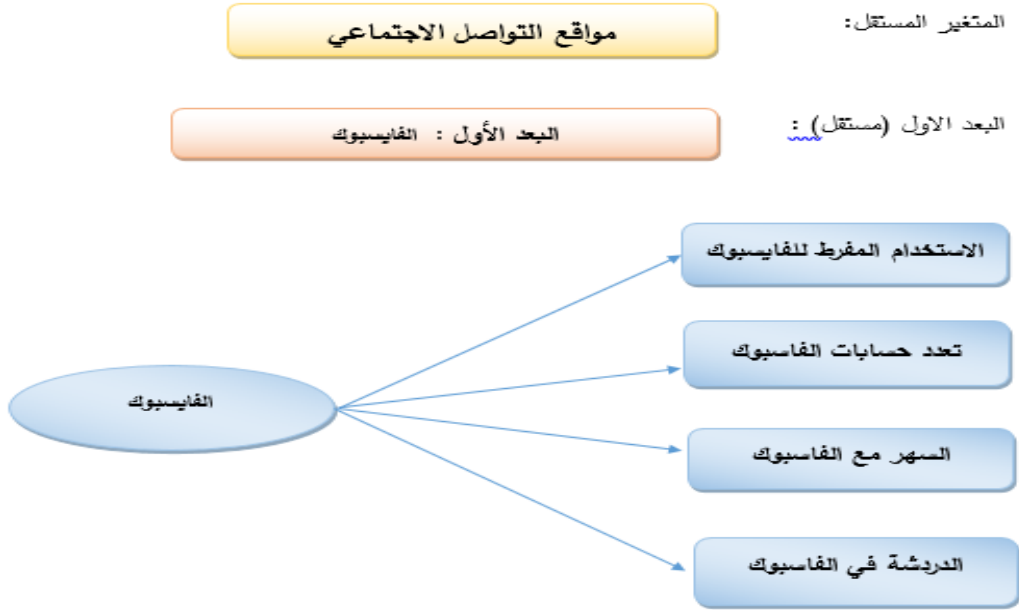 المتغير المستقل:
مواقع التواصل الاجتماعي
البعد الاول (مستقل) :
البعد الأول : الفايسبوك
الاستخدام المفرط للفايسبوك
تعدد حسابات الفاسبوك
الفايسبوك
السهر مع الفاسبوك
الدردشة في الفاسبوك